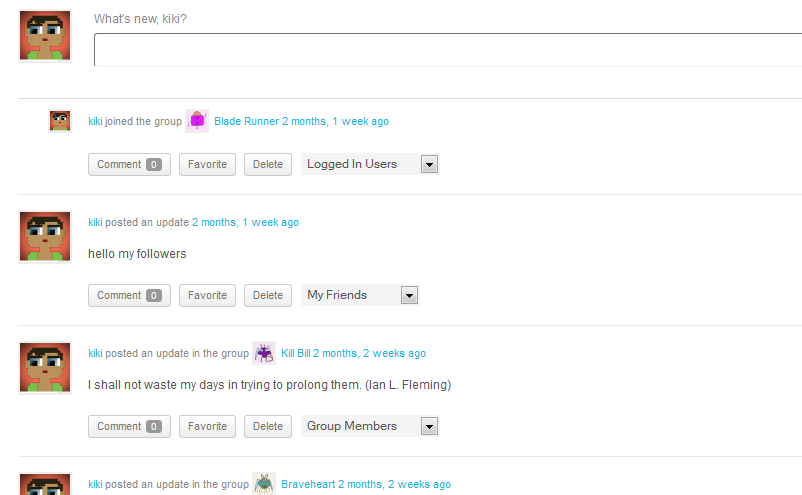 What's new, kiki?
kiki joined the group Blade Runner 2 months, 1 week ago
Comment 0 Favorite Delete Logged In Users
kiki posted an update 2 months, 1 week ago
hello my followers
Comment 0 Favorite Delete My Friends
kiki posted an update in the group Kill Bill 2 months, 2 weeks ago
I shall not waste my days in trying to prolong them. (Ian L. Fleming)
Comment 0 Favorite Delete Group Members
kiki posted an update in the group Braveheart 2 months, 2 weeks ago